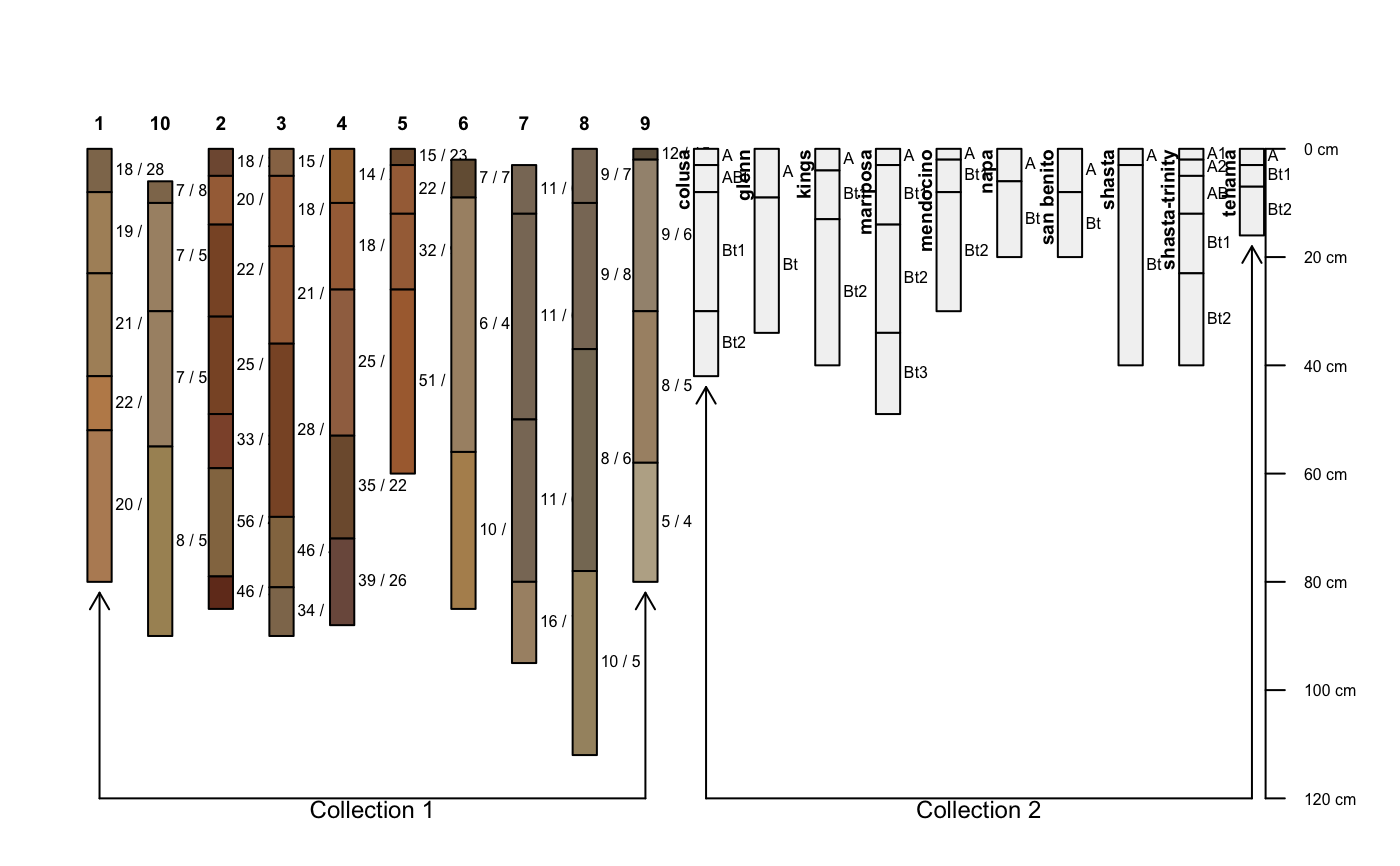 1 10 2 3 4 5 6 7 8 9
18 / 28
19 /
21 /
22 /
20 /
7 / 8
7 / 5
7 / 5
8 / 5
18 /
20 /
22 /
25 /
33 /
56 /
46 /
15 /
18 /
21 /
28 /
46 /
34 /
14 /
18 /
25 /
35 / 22
39 / 26
15 / 23
22 /
32 /
51 /
7 / 7
6 / 4
10 /
11 /
11 /
11 /
16 /
9 / 7
9 / 8
8 / 6
10 / 5
9 / 6
8 / 5
5 / 4
colusa
A
Bt1
Bt2
glenn
A
Bt
kings
A
Bt2
mariposa
A
Bt2
Bt3
mendocino
A
Bt2
napa
A
Bt
san benito
A
Bt
shasta
A
Bt
shasta-trinity
A1
A2
Bt1
Bt2
tehama
A
Bt1
Bt2
0 cm
20 cm
40 cm
60 cm
80 cm
100 cm
120 cm
Collection 1
Collection 2